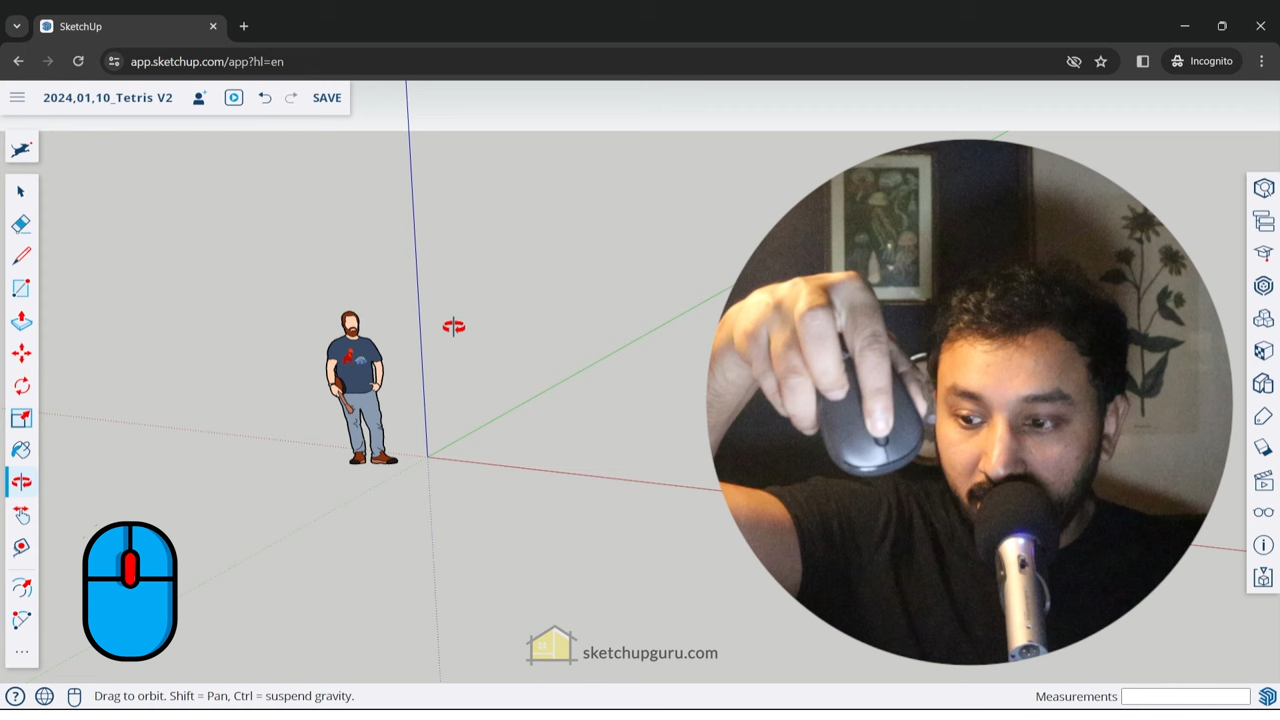 SketchUp
app.sketchup.com/app?hl=en
Incognito
2024,01,10_Tetris V2
SAVE
sketchupguru.com
Drag to orbit. Shift = Pan, Ctrl = suspend gravity.
Measurements